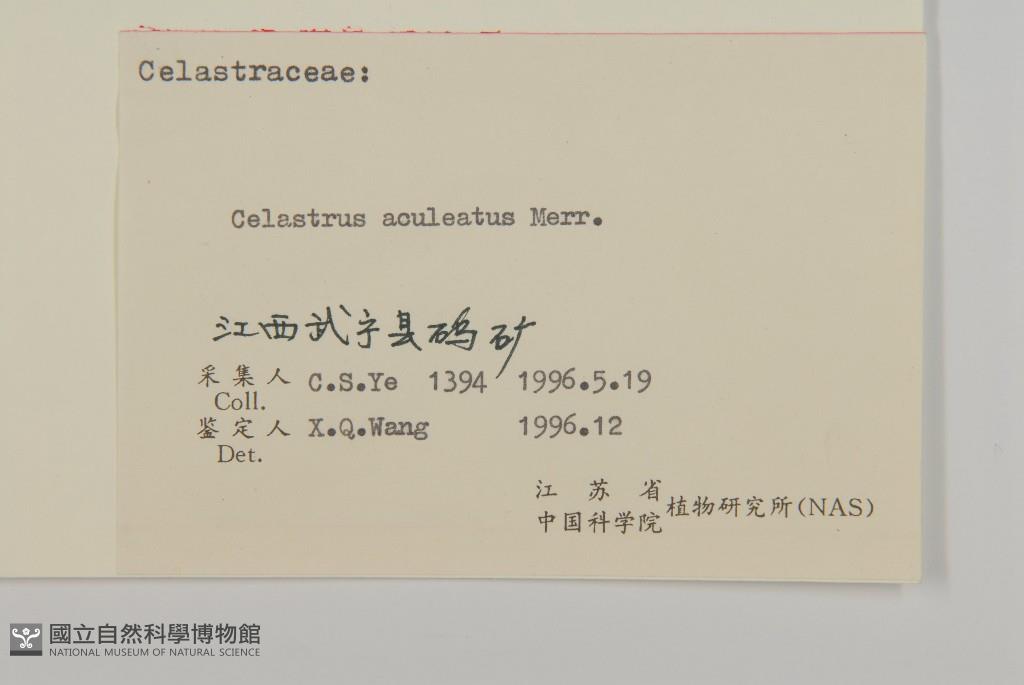 Celastraceae:
Celastrus aculeatus Merr.
江西武宁县鸨矿
采集人 C.S.Ye 1394 1996.5.19
Coll.
鉴定人 X.Q.Wang 1996.12
Det.
江苏省
中国科学院植物研究所(NAS)
國立自然科學博物館
NATIONAL MUSEUM OF NATURAL SCIENCE